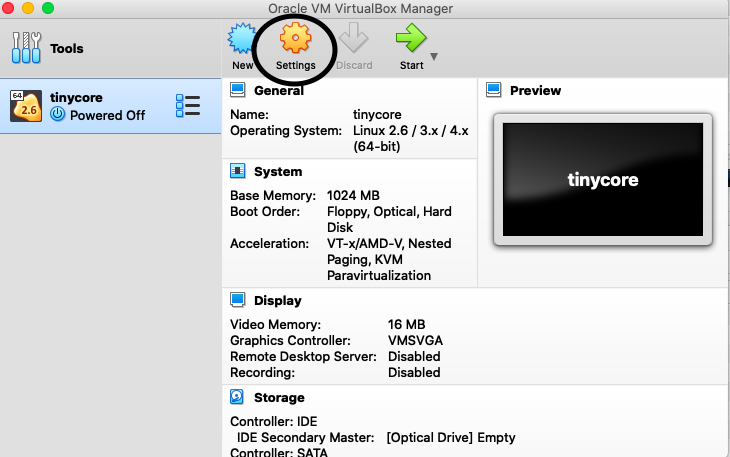 Oracle VM VirtualBox Manager
Tools
New
Settings
Discard
Start
64
2.6
tinycore
Powered Off
General
Name: tinycore
Operating System: Linux 2.6 / 3.x / 4.x
(64-bit)
Preview
tinycore
System
Base Memory: 1024 MB
Boot Order: Floppy, Optical, Hard
Disk
Acceleration: VT-x/AMD-V, Nested
Paging, KVM
Paravirtualization
Display
Video Memory: 16 MB
Graphics Controller: VMSVGA
Remote Desktop Server: Disabled
Recording: Disabled
Storage
Controller: IDE
IDE Secondary Master: [Optical Drive] Empty
Controller: SATA